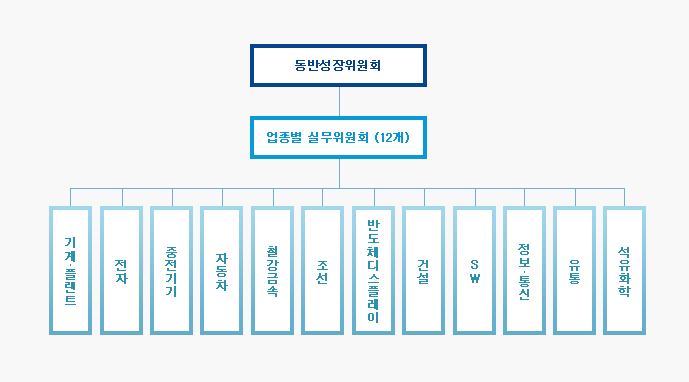 동반성장위원회
업종별 실무위원회 (12개)
기계·플랜트
전자
중전기기
자동차
철강금속
조선
반도체디스플레이
건설
SW
정보·통신
유통
석유화학